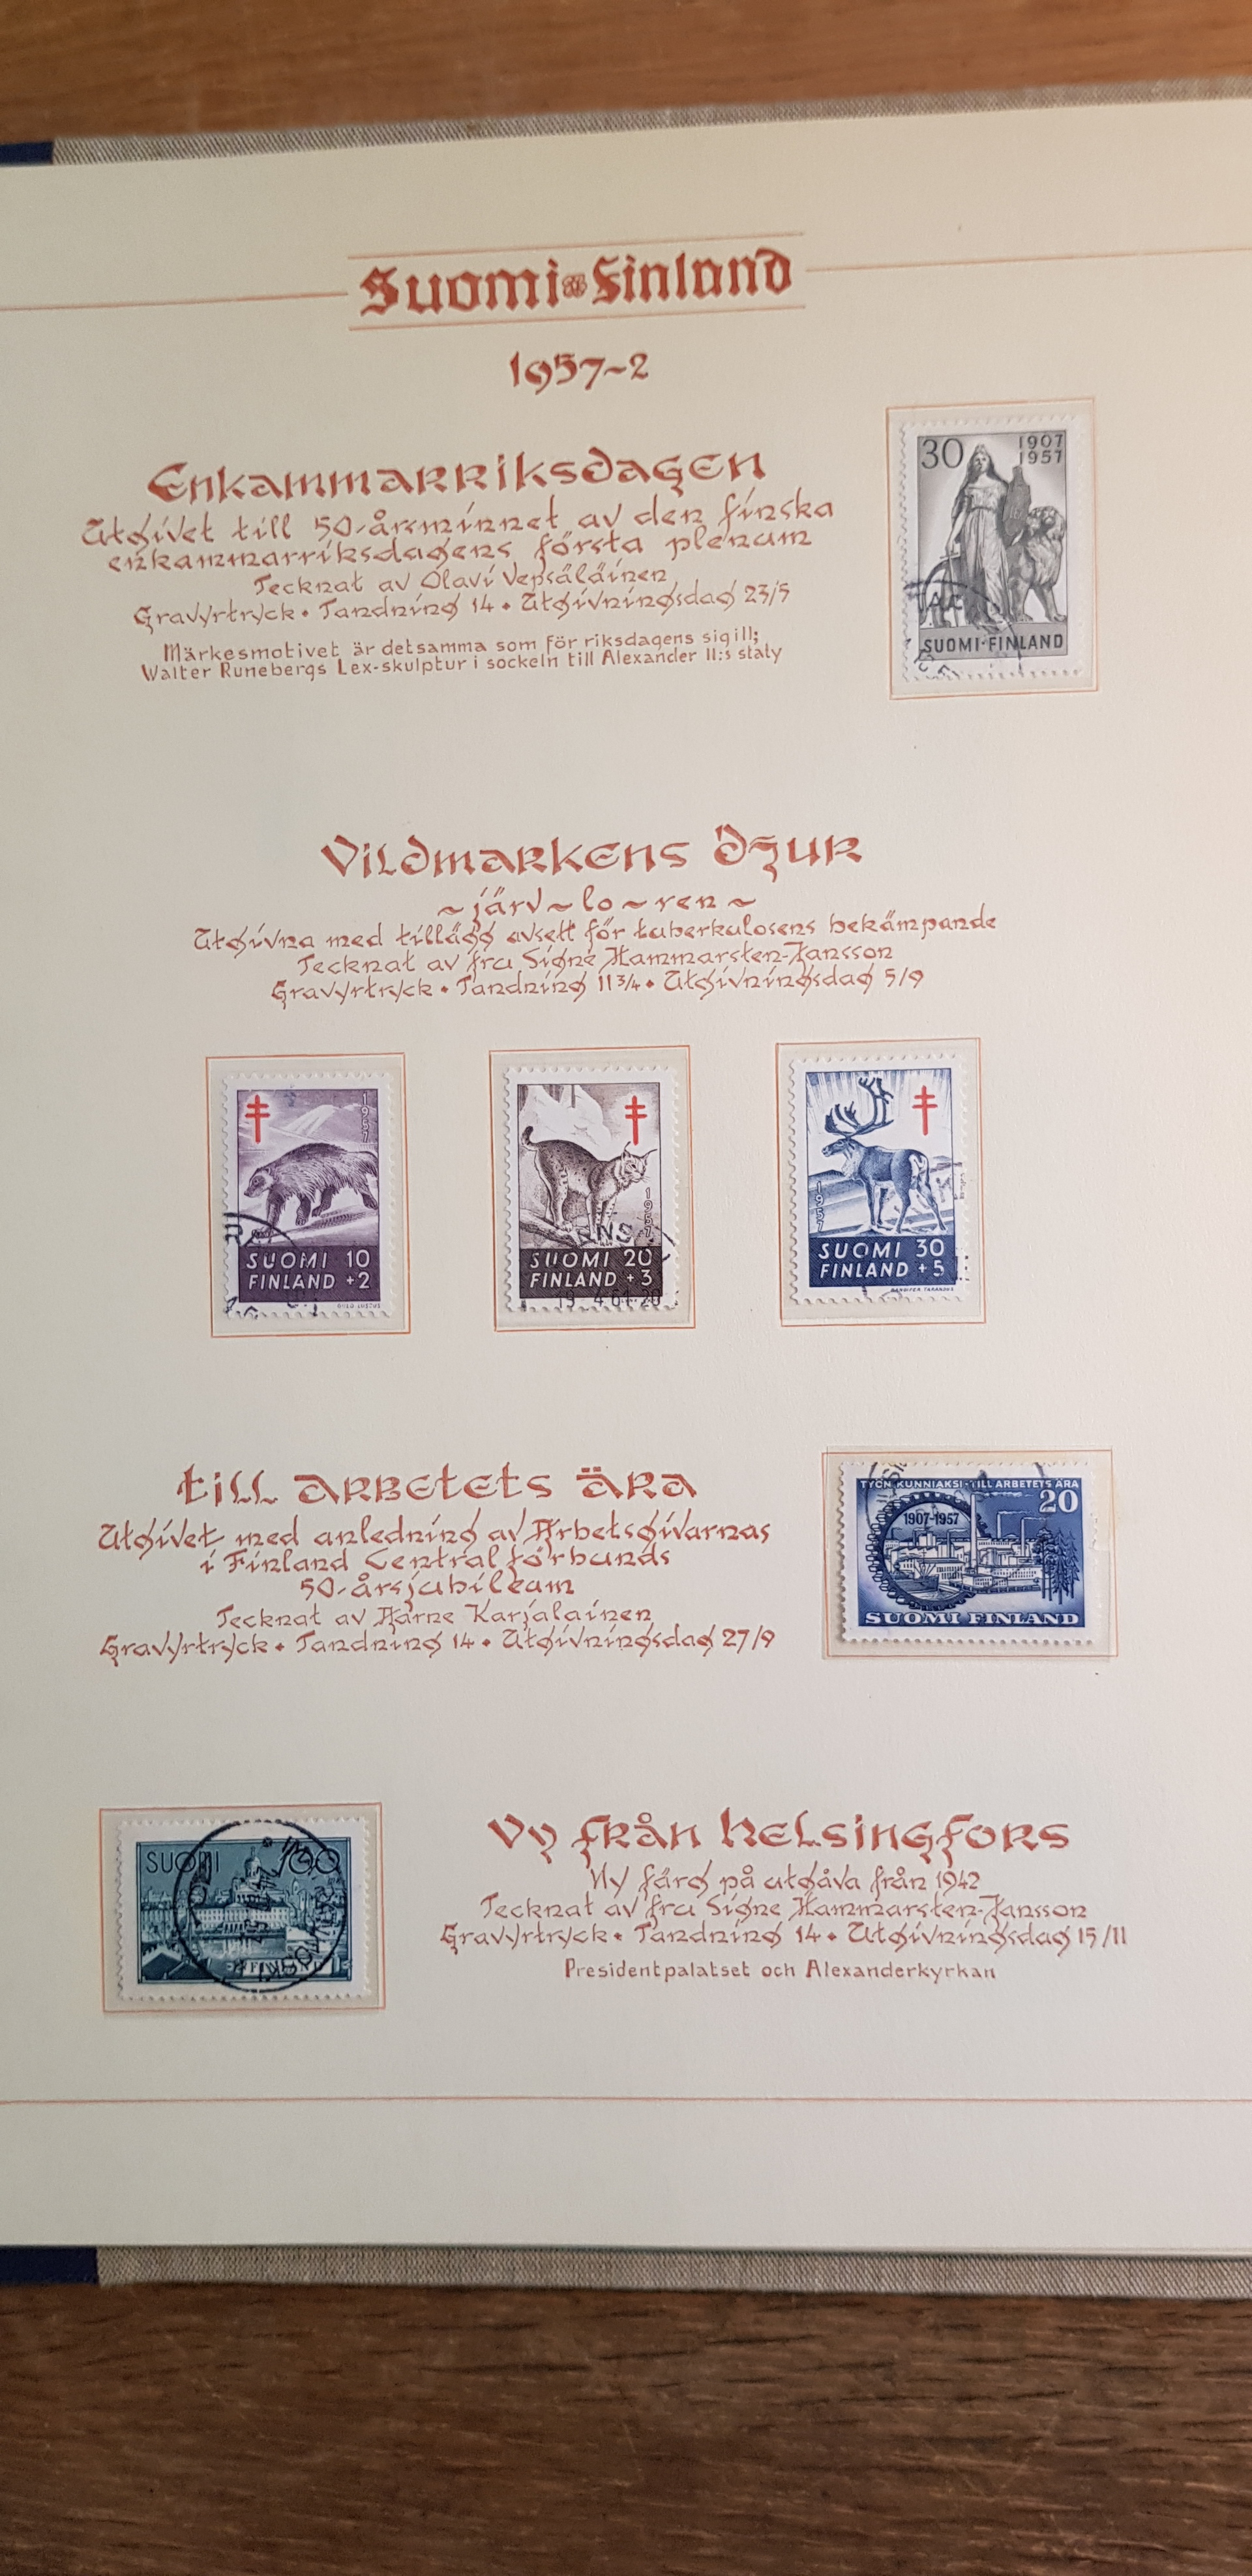 Suomi Finland
1957~2
Enkammarriksdagen
Utgivet till 50-årsminnet av den finska
enkammarriksdagens första plenum
Tecknat av Olavi Vepsäläinen
Gravyrtryck • Tandning 14 • Utgivningsdag 23/5
Märkesmotivet är detsamma som för riksdagens sigill;
Walter Runebergs Lex-skulptur i sockeln till Alexander II:s staty
30 1907
1957
SUOMI·FINLAND
Vildmarkens Djur
~ järv ~ lo ~ ren ~
Utgivna med tillägg avsett för tuberkulosens bekämpande
Tecknat av fru Signe Hammarsten-Jansson
Gravyrtryck • Tandning 11 3/4 • Utgivningsdag 5/9
1957
SUOMI 10
FINLAND +2
1957
SUOMI 20
FINLAND +3
19. 4.61.20
1957
SUOMI 30
FINLAND +5
RANGIFER TARANDUS
till arbetets ära
Utgivet med anledning av Arbetsgivarnas
i Finland Centralförbunds
50-årsjubileum
Tecknat av Aarne Karjalainen
Gravyrtryck • Tandning 14 • Utgivningsdag 27/9
TYÖN KUNNIAKSI·TILL ARBETETS ÄRA
20
1907-1957
SUOMI FINLAND
SUOMI 100
Vy från Helsingfors
Ny färg på utgåva från 1942
Tecknat av fru Signe Hammarsten-Jansson
Gravyrtryck • Tandning 14 • Utgivningsdag 15/11
Presidentpalatset och Alexanderkyrkan